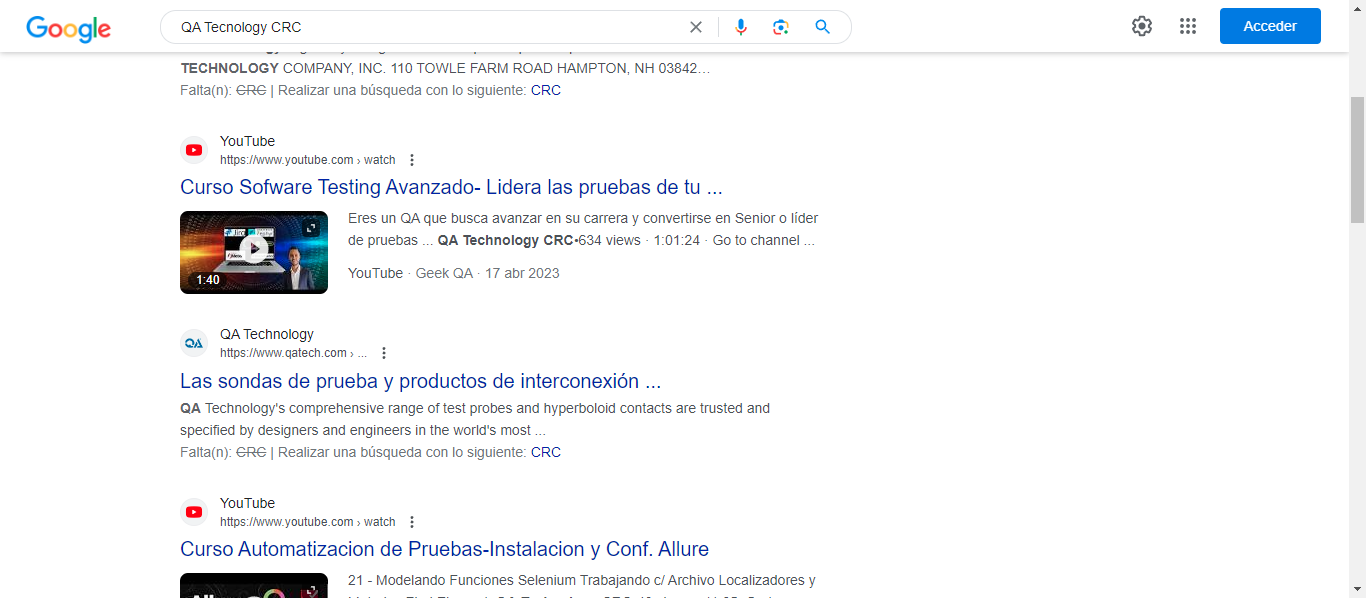 Google
QA Tecnology CRC
Acceder
TECHNOLOGY COMPANY, INC. 110 TOWLE FARM ROAD HAMPTON, NH 03842…
Falta(n): CRC | Realizar una búsqueda con lo siguiente: CRC
YouTube
https://www.youtube.com › watch
Curso Sofware Testing Avanzado- Lidera las pruebas de tu ...
1:40
Eres un QA que busca avanzar en su carrera y convertirse en Senior o líder
de pruebas ... QA Technology CRC•634 views · 1:01:24 · Go to channel ...
YouTube · Geek QA · 17 abr 2023
QA
QA Technology
https://www.qatech.com › ...
Las sondas de prueba y productos de interconexión ...
QA Technology's comprehensive range of test probes and hyperboloid contacts are trusted and
specified by designers and engineers in the world's most ...
Falta(n): CRC | Realizar una búsqueda con lo siguiente: CRC
YouTube
https://www.youtube.com › watch
Curso Automatizacion de Pruebas-Instalacion y Conf. Allure
21 - Modelando Funciones Selenium Trabajando c/ Archivo Localizadores y